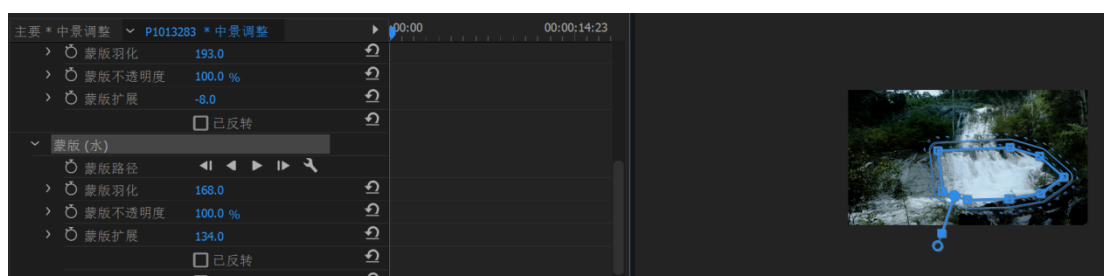 主要 * 中景调整 P1013283 * 中景调整 :00:00 00:00:14:23
蒙版羽化 193.0
蒙版不透明度 100.0 %
蒙版扩展 -8.0
已反转
蒙版 (水)
蒙版路径
蒙版羽化 168.0
蒙版不透明度 100.0 %
蒙版扩展 134.0
已反转